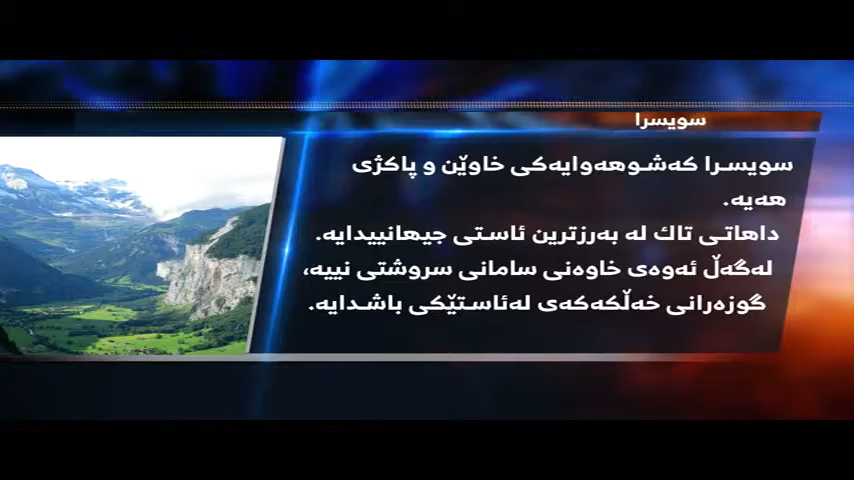 سویسرا
سویسرا کەشوهەوایەکی خاوێن و پاکژی
هەیە.
داهاتی تاک لە بەرزترین ئاستی جیهانییدایە.
لەگەڵ ئەوەی خاوەنی سامانی سروشتی نییە،
گوزەرانی خەڵکەکەی لەئاستێکی باشدایە.